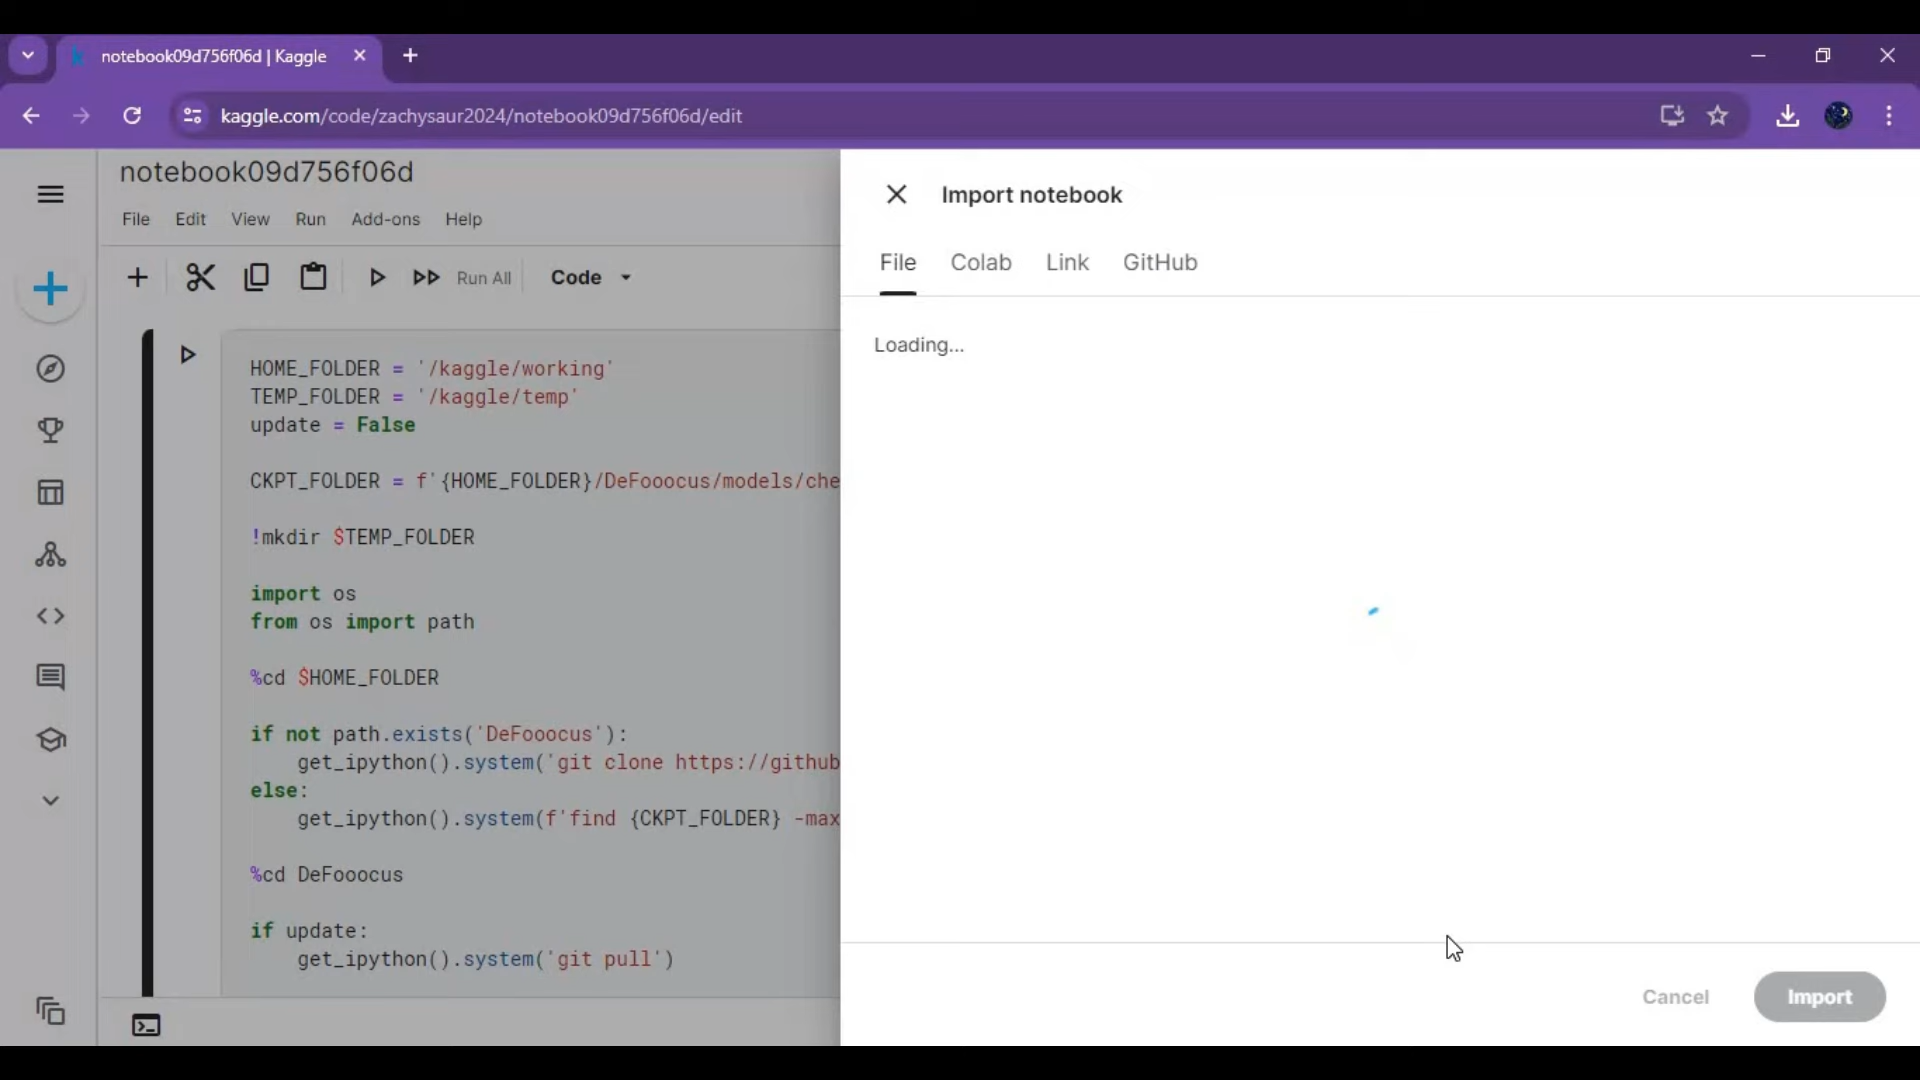 notebook09d756f06d | Kaggle
kaggle.com/code/zachysaur2024/notebook09d756f06d/edit
notebook09d756f06d
File Edit View Run Add-ons Help
Run All Code
HOME_FOLDER = '/kaggle/working'
TEMP_FOLDER = '/kaggle/temp'
update = False
CKPT_FOLDER = f'{HOME_FOLDER}/DeFooocus/models/che
!mkdir $TEMP_FOLDER
import os
from os import path
%cd $HOME_FOLDER
if not path.exists('DeFooocus'):
get_ipython().system('git clone https://github
else:
get_ipython().system(f'find {CKPT_FOLDER} -max
%cd DeFooocus
if update:
get_ipython().system('git pull')
Import notebook
File Colab Link GitHub
Loading...
Cancel Import